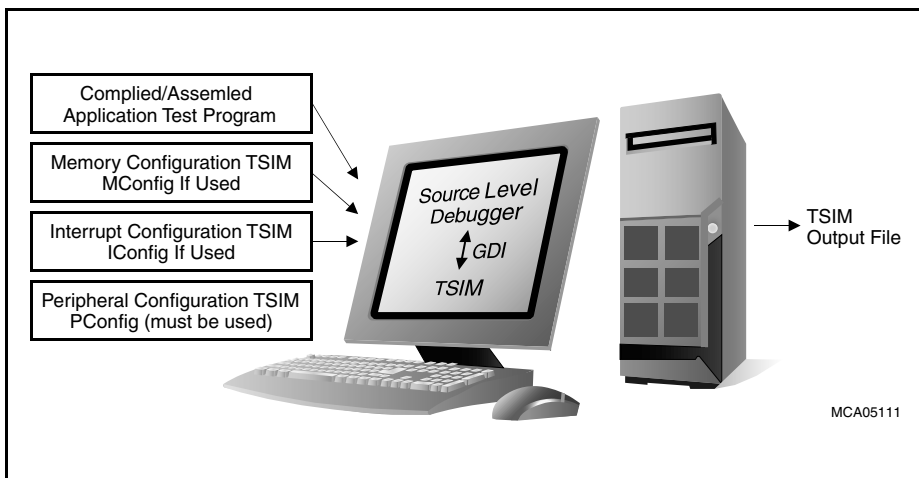 Complied/Assemled
Application Test Program
Memory Configuration TSIM
MConfig If Used
Interrupt Configuration TSIM
IConfig If Used
Peripheral Configuration TSIM
PConfig (must be used)
Source Level
Debugger
GDI
TSIM
TSIM
Output File
MCA05111